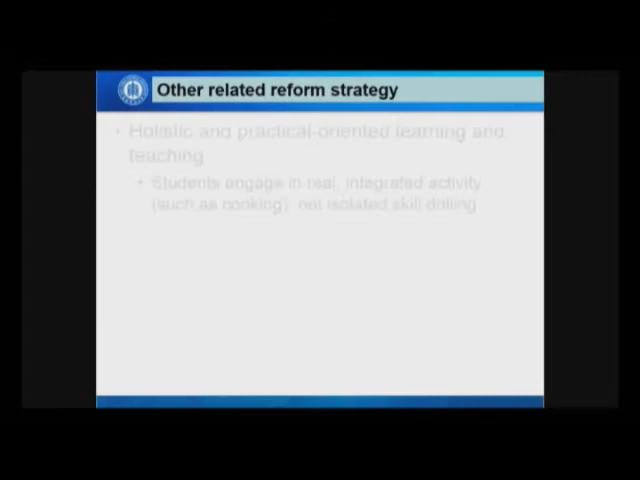 Other related reform strategy
• Holistic and practical-oriented learning and
teaching
• Students engage in real, integrated activity
(such as cooking), not isolated skill drilling